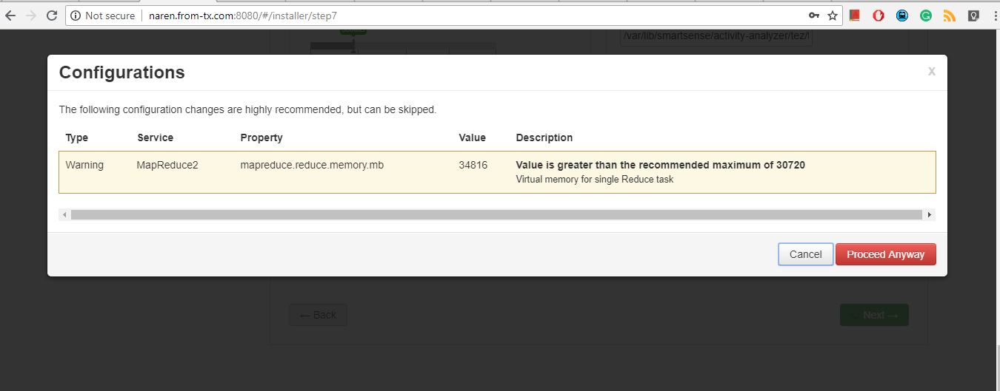 Not secure | naren.from-tx.com:8080/#/installer/step7
/var/lib/smartsense/activity-analyzer/tez/
Configurations
x
The following configuration changes are highly recommended, but can be skipped.
Type Service Property Value Description
Warning MapReduce2 mapreduce.reduce.memory.mb 34816 Value is greater than the recommended maximum of 30720
Virtual memory for single Reduce task
Cancel Proceed Anyway
← Back Next →